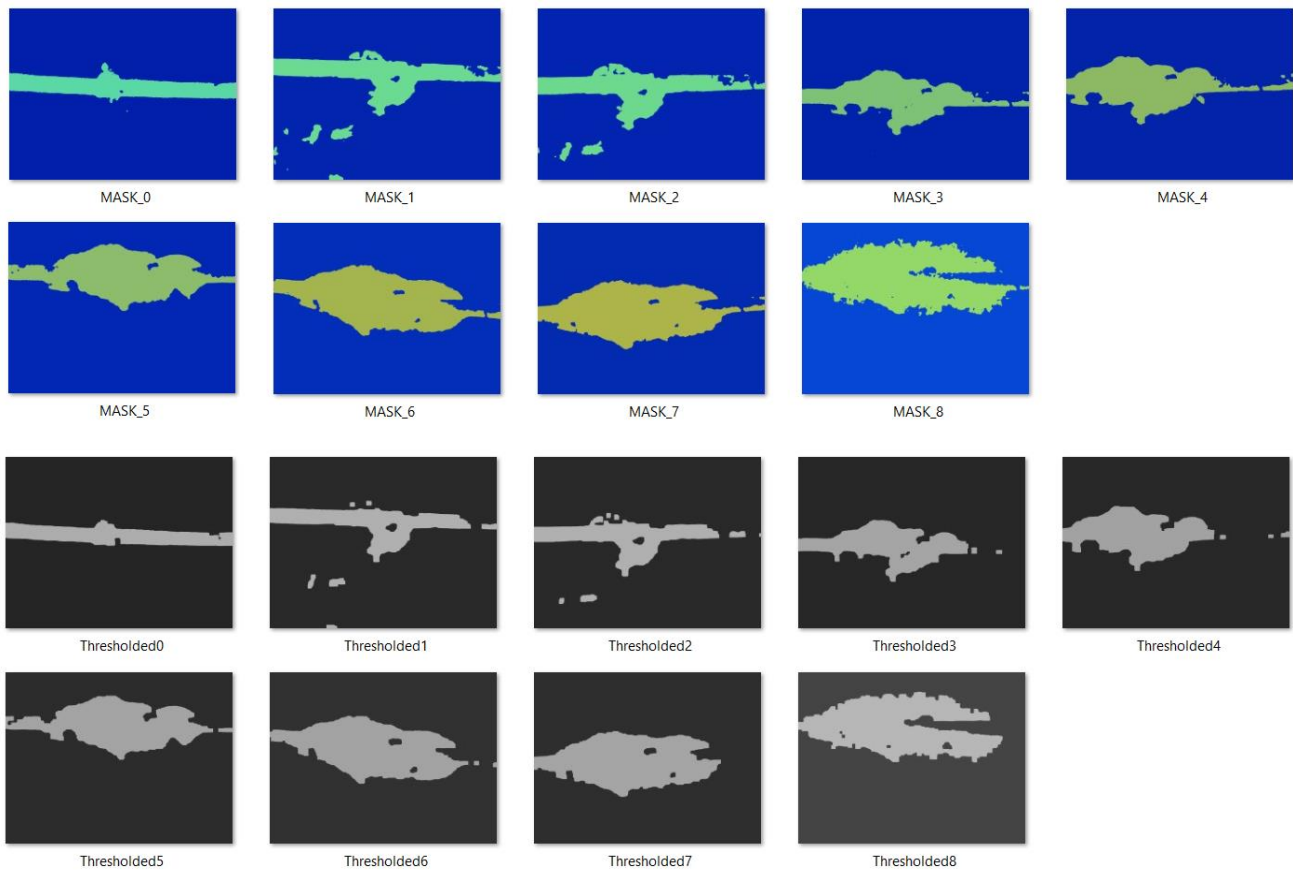 MASK_0 MASK_1 MASK_2 MASK_3 MASK_4
MASK_5 MASK_6 MASK_7 MASK_8
Thresholded0 Thresholded1 Thresholded2 Thresholded3 Thresholded4
Thresholded5 Thresholded6 Thresholded7 Thresholded8